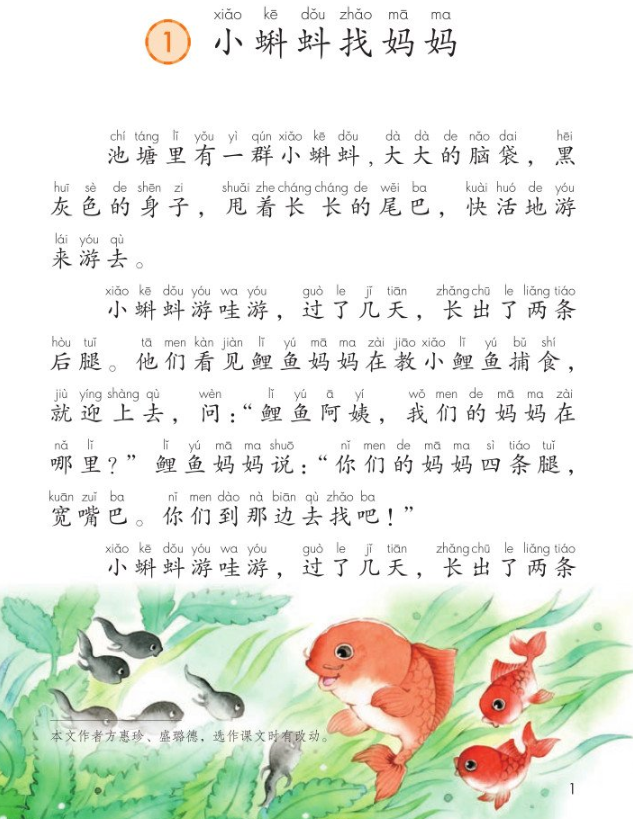 xiǎo kē dǒu zhǎo mā ma
1 小蝌蚪找妈妈
chí táng lǐ yǒu yì qún xiǎo kē dǒu dà dà de nǎo dai hēi
池塘里有一群小蝌蚪，大大的脑袋，黑
huī sè de shēn zi shuǎi zhe cháng cháng de wěi ba kuài huó de yóu
灰色的身子，甩着长长的尾巴，快活地游
lái yóu qù
来游去。
xiǎo kē dǒu yóu wa yóu guò le jǐ tiān zhǎng chū le liǎng tiáo
小蝌蚪游哇游，过了几天，长出了两条
hòu tuǐ tā men kàn jiàn lǐ yú mā ma zài jiāo xiǎo lǐ yú bǔ shí
后腿。他们看见鲤鱼妈妈在教小鲤鱼捕食，
jiù yíng shàng qù wèn lǐ yú ā yí wǒ men de mā ma zài
就迎上去，问：“鲤鱼阿姨，我们的妈妈在
nǎ lǐ lǐ yú mā ma shuō nǐ men de mā ma sì tiáo tuǐ
哪里？”鲤鱼妈妈说：“你们的妈妈四条腿，
kuān zuǐ ba nǐ men dào nà biān qù zhǎo ba
宽嘴巴。你们到那边去找吧！”
xiǎo kē dǒu yóu wa yóu guò le jǐ tiān zhǎng chū le liǎng tiáo
小蝌蚪游哇游，过了几天，长出了两条
本文作者方惠珍、盛璐德，选作课文时有改动。
1